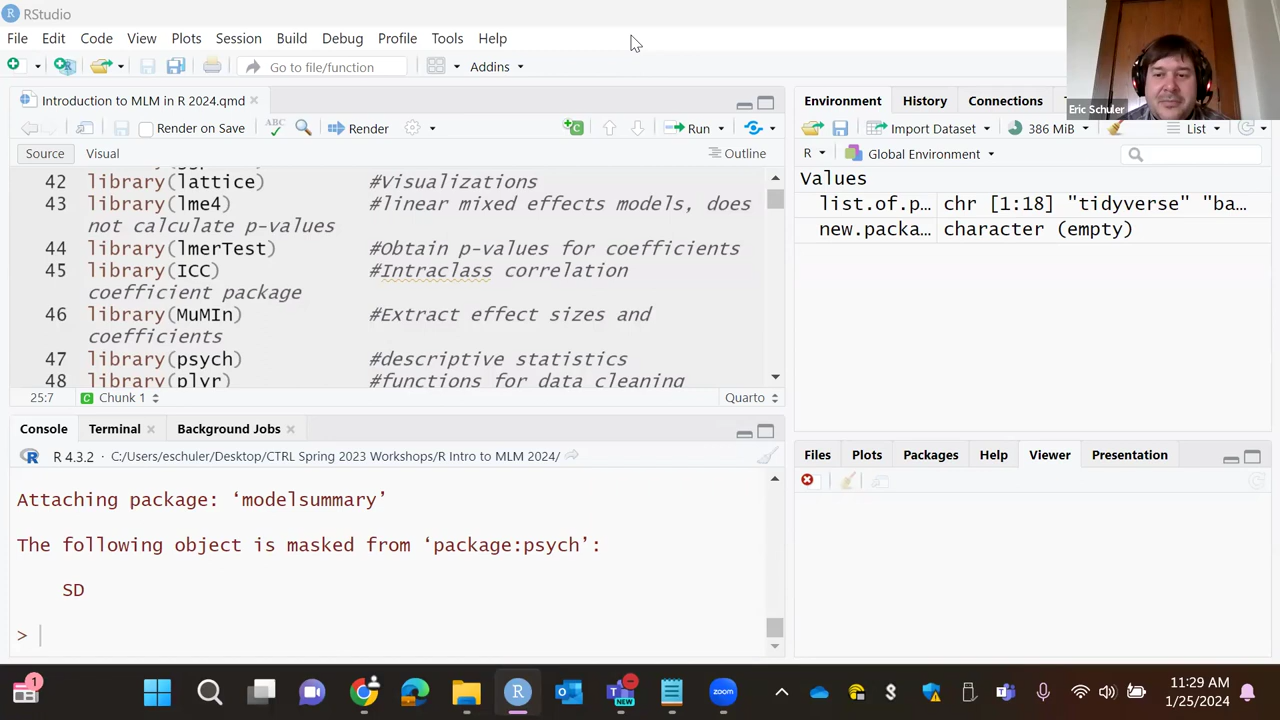 RStudio
File Edit Code View Plots Session Build Debug Profile Tools Help
Go to file/function
Addins
Eric Schuler
Introduction to MLM in R 2024.qmd
Render on Save
ABC
Render
Run
Source Visual
Outline
42 library(lattice) #Visualizations
43 library(lme4) #linear mixed effects models, does
not calculate p-values
44 library(lmerTest) #Obtain p-values for coefficients
45 library(ICC) #Intraclass correlation
coefficient package
46 library(MuMIn) #Extract effect sizes and
coefficients
47 library(psych) #descriptive statistics
48 library(plyr) #functions for data cleaning
25:7 Chunk 1 Quarto
Console Terminal Background Jobs
R 4.3.2 · C:/Users/eschuler/Desktop/CTRL Spring 2023 Workshops/R Intro to MLM 2024/
Attaching package: ‘modelsummary’
The following object is masked from ‘package:psych’:
SD
>
Environment History Connections
Import Dataset 386 MiB List
R Global Environment
Values
list.of.p… chr [1:18] "tidyverse" "ba…
new.packa… character (empty)
Files Plots Packages Help Viewer Presentation
1
NEW
zoom
11:29 AM
1/25/2024